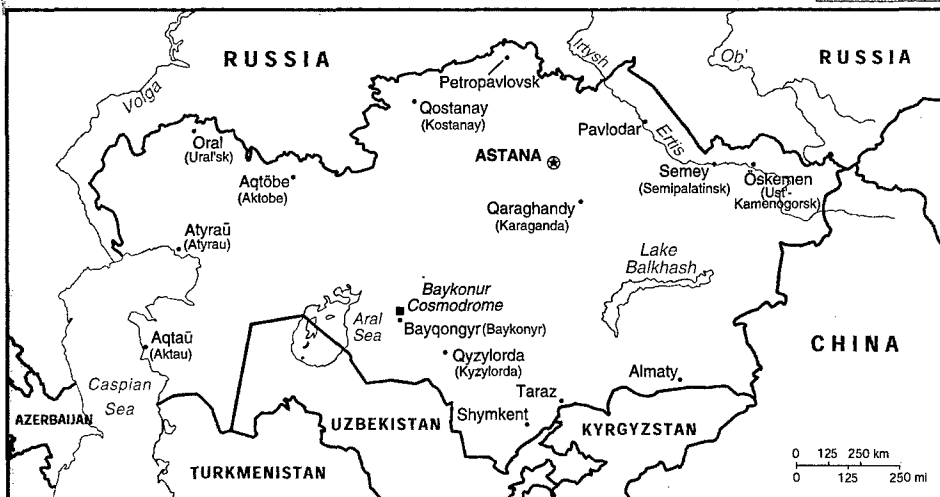 RUSSIA
Irtysh
Ob'
RUSSIA
Volga
Petropavlovsk
Qostanay
(Kostanay)
Pavlodar
Ertis
Oral
(Ural'sk)
ASTANA
Semey
(Semipalatinsk)
Öskemen
(Ust'-
Kamenogorsk)
Aqtöbe
(Aktobe)
Qaraghandy
(Karaganda)
Atyraū
(Atyrau)
Lake
Balkhash
Baykonur
Cosmodrome
Aral
Sea
Bayqongyr (Baykonyr)
Aqtaū
(Aktau)
CHINA
Qyzylorda
(Kyzylorda)
Caspian
Sea
Taraz
Almaty
Shymkent
AZERBAIJAN
UZBEKISTAN
KYRGYZSTAN
TURKMENISTAN
0 125 250 km
0 125 250 mi